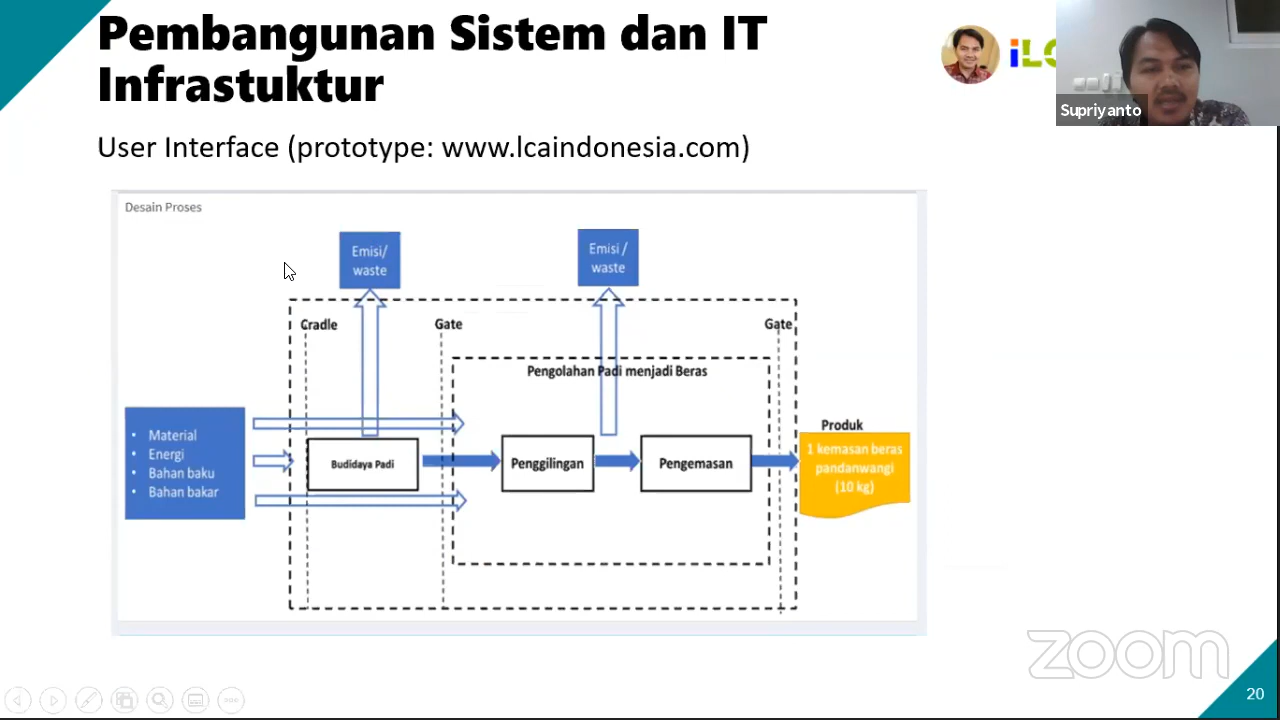 Pembangunan Sistem dan IT
Infrastuktur
iLC
Supriyanto
User Interface (prototype: www.lcaindonesia.com)
Desain Proses
Emisi/
waste
Emisi /
waste
Cradle
Gate
Gate
Pengolahan Padi menjadi Beras
• Material
• Energi
• Bahan baku
• Bahan bakar
Budidaya Padi
Penggilingan
Pengemasan
Produk
1 kemasan beras
pandanwangi
(10 kg)
zoom
20